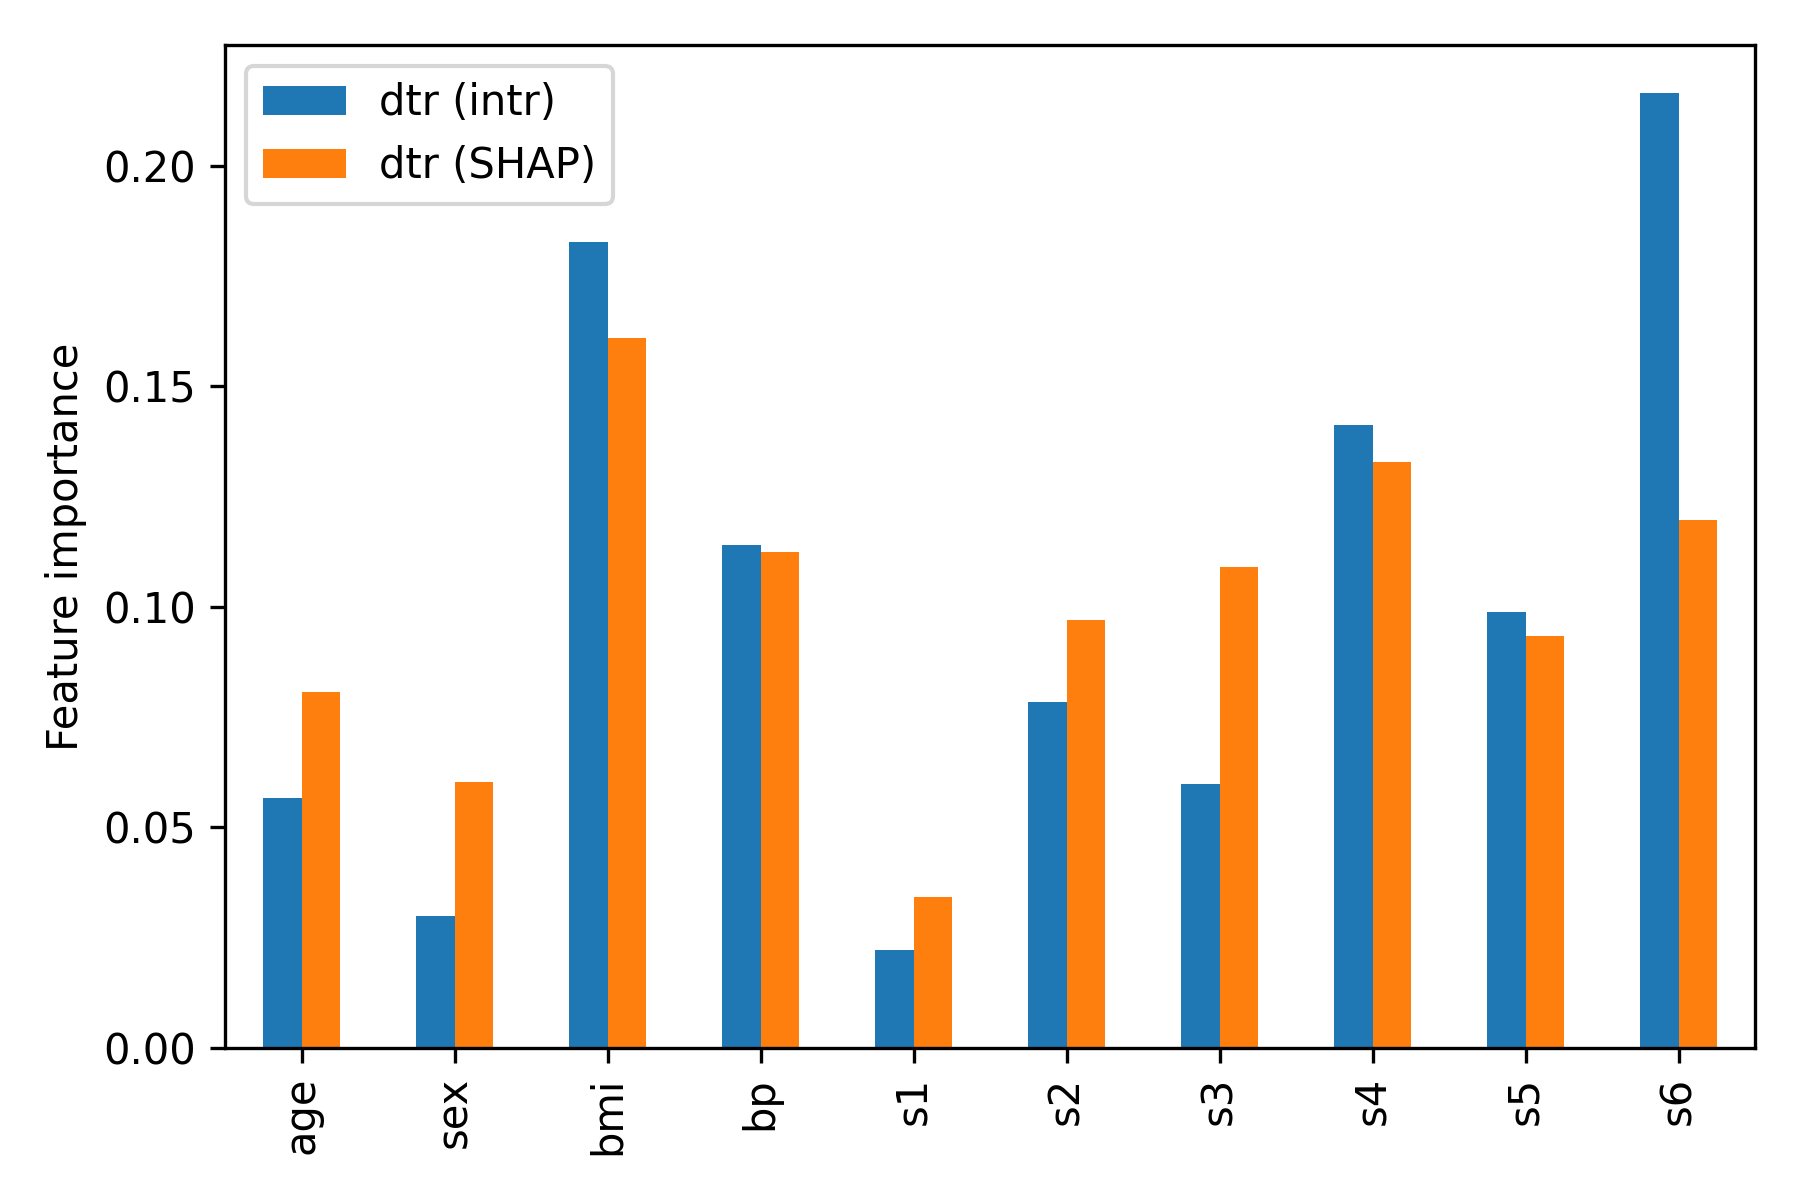 dtr (intr)
dtr (SHAP)
Feature importance
0.20
0.15
0.10
0.05
0.00
age
sex
bmi
bp
s1
s2
s3
s4
s5
s6